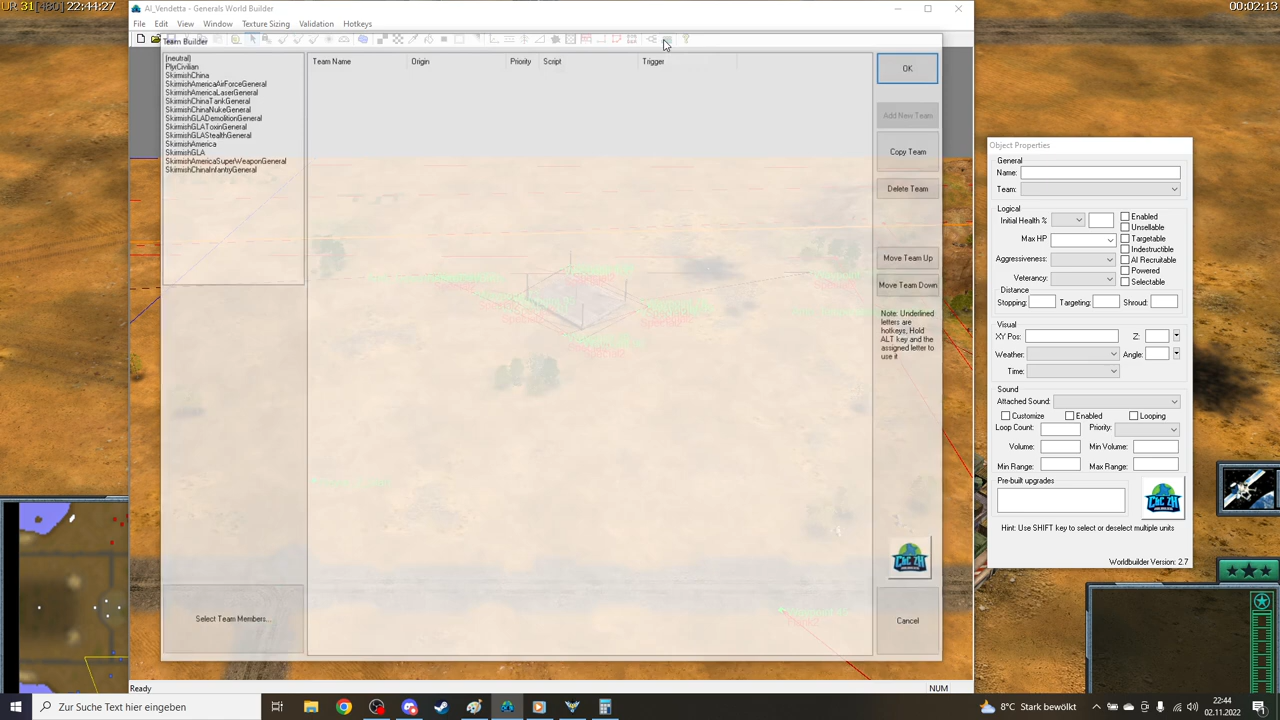 UR 31 [480] 22:44:27
00:02:13
AI_Vendetta - Generals World Builder
File Edit View Window Texture Sizing Validation Hotkeys
Team Builder
(neutral)
PlyrCivilian
SkirmishChina
SkirmishAmericaAirForceGeneral
SkirmishAmericaLaserGeneral
SkirmishChinaTankGeneral
SkirmishChinaNukeGeneral
SkirmishGLADemolitionGeneral
SkirmishGLAToxinGeneral
SkirmishGLAStealthGeneral
SkirmishAmerica
SkirmishGLA
SkirmishAmericaSuperWeaponGeneral
SkirmishChinaInfantryGeneral
Select Team Members...
Team Name Origin Priority Script Trigger
OK
Add New Team
Copy Team
Delete Team
Move Team Up
Move Team Down
Note: Underlined
letters are
hotkeys, Hold
ALT key and the
assigned letter to
use it
Cancel
Object Properties
General
Name:
Team:
Logical
Initial Health %
Enabled
Unsellable
Max HP
Targetable
Indestructible
Aggressiveness:
AI Recruitable
Powered
Veterancy:
Selectable
Distance
Stopping: Targeting: Shroud:
Visual
XY Pos: Z:
Weather: Angle:
Time:
Sound
Attached Sound:
Customize Enabled Looping
Loop Count: Priority:
Volume: Min Volume:
Min Range: Max Range:
Pre-built upgrades
Hint: Use SHIFT key to select or deselect multiple units
Worldbuilder Version: 2.7
Ready
NUM
Zur Suche Text hier eingeben
8°C Stark bewölkt
22:44
02.11.2022